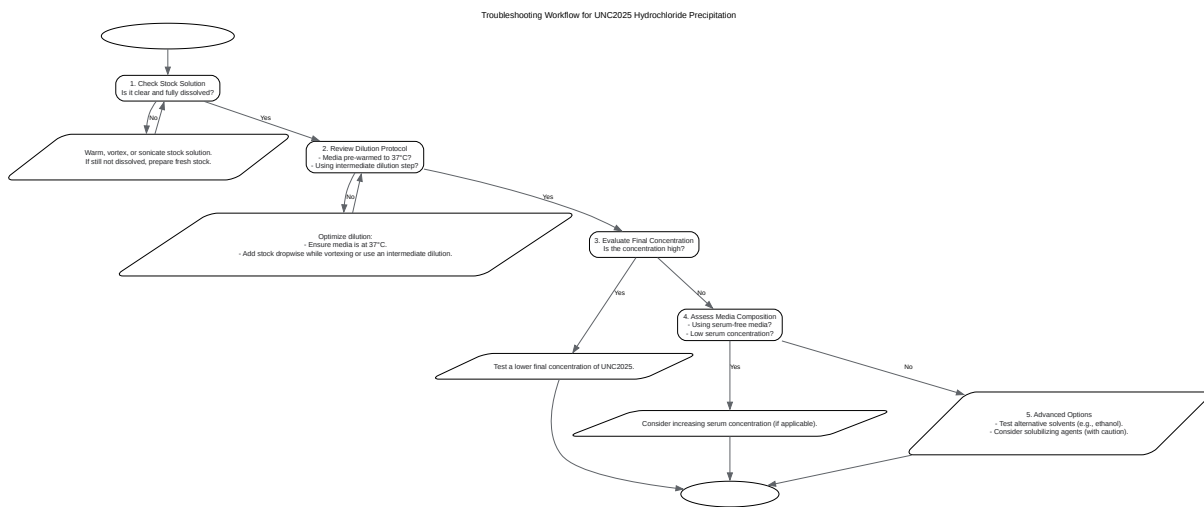 Troubleshooting Workflow for UNC2025 Hydrochloride Precipitation
1. Check Stock Solution
Is it clear and fully dissolved?
No
Yes
Warm, vortex, or sonicate stock solution.
If still not dissolved, prepare fresh stock.
2. Review Dilution Protocol
- Media pre-warmed to 37°C?
- Using intermediate dilution step?
No
Yes
Optimize dilution:
- Ensure media is at 37°C.
- Add stock dropwise while vortexing or use an intermediate dilution.
3. Evaluate Final Concentration
Is the concentration high?
Yes
No
4. Assess Media Composition
- Using serum-free media?
- Low serum concentration?
Test a lower final concentration of UNC2025.
Yes
No
Consider increasing serum concentration (if applicable).
5. Advanced Options
- Test alternative solvents (e.g., ethanol).
- Consider solubilizing agents (with caution).